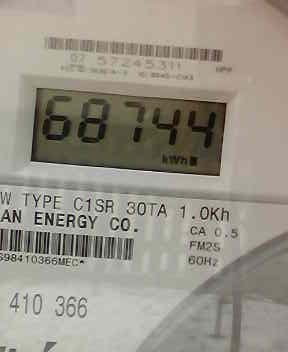 07 57245311
68744
kWh
W TYPE C1SR 30TA 1.0Kh
AN ENERGY CO.
CA 0.5
FM2S
60Hz
S98410366MEC*
410 366